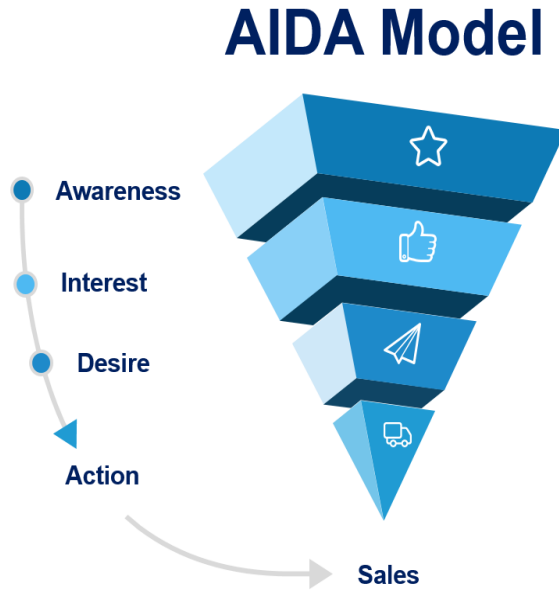 AIDA Model
Awareness
Interest
Desire
Action
Sales